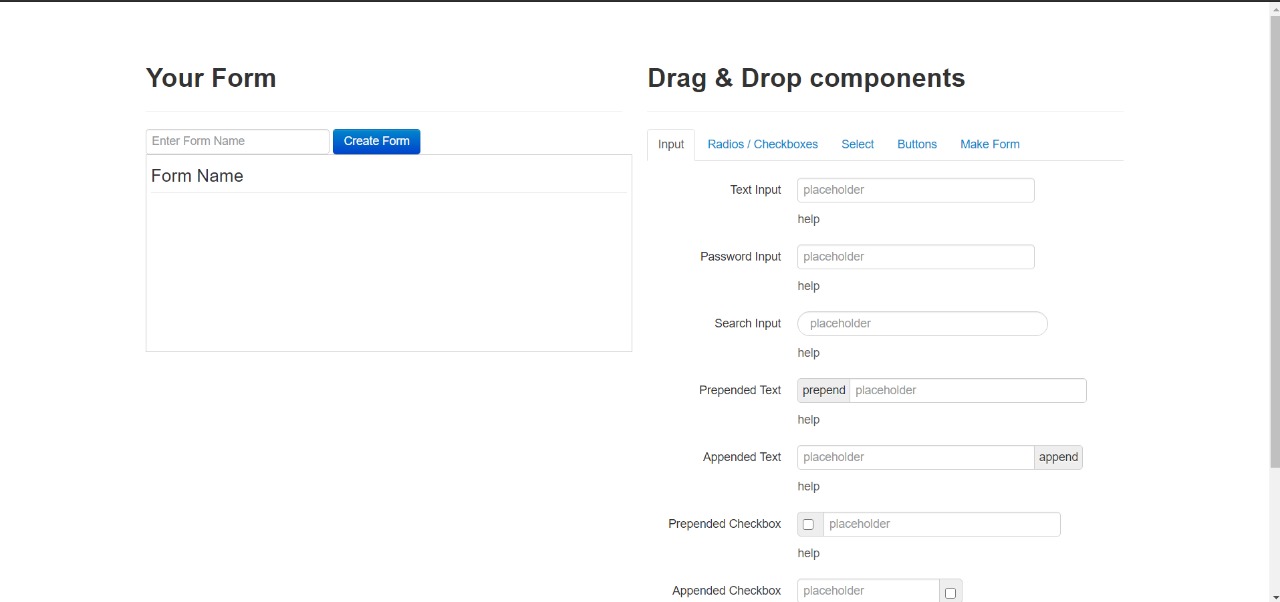 Your Form
Enter Form Name
Create Form
Form Name
Drag & Drop components
Input
Radios / Checkboxes
Select
Buttons
Make Form
Text Input
placeholder
help
Password Input
placeholder
help
Search Input
placeholder
help
Prepended Text
prepend
placeholder
help
Appended Text
placeholder
append
help
Prepended Checkbox
placeholder
help
Appended Checkbox
placeholder